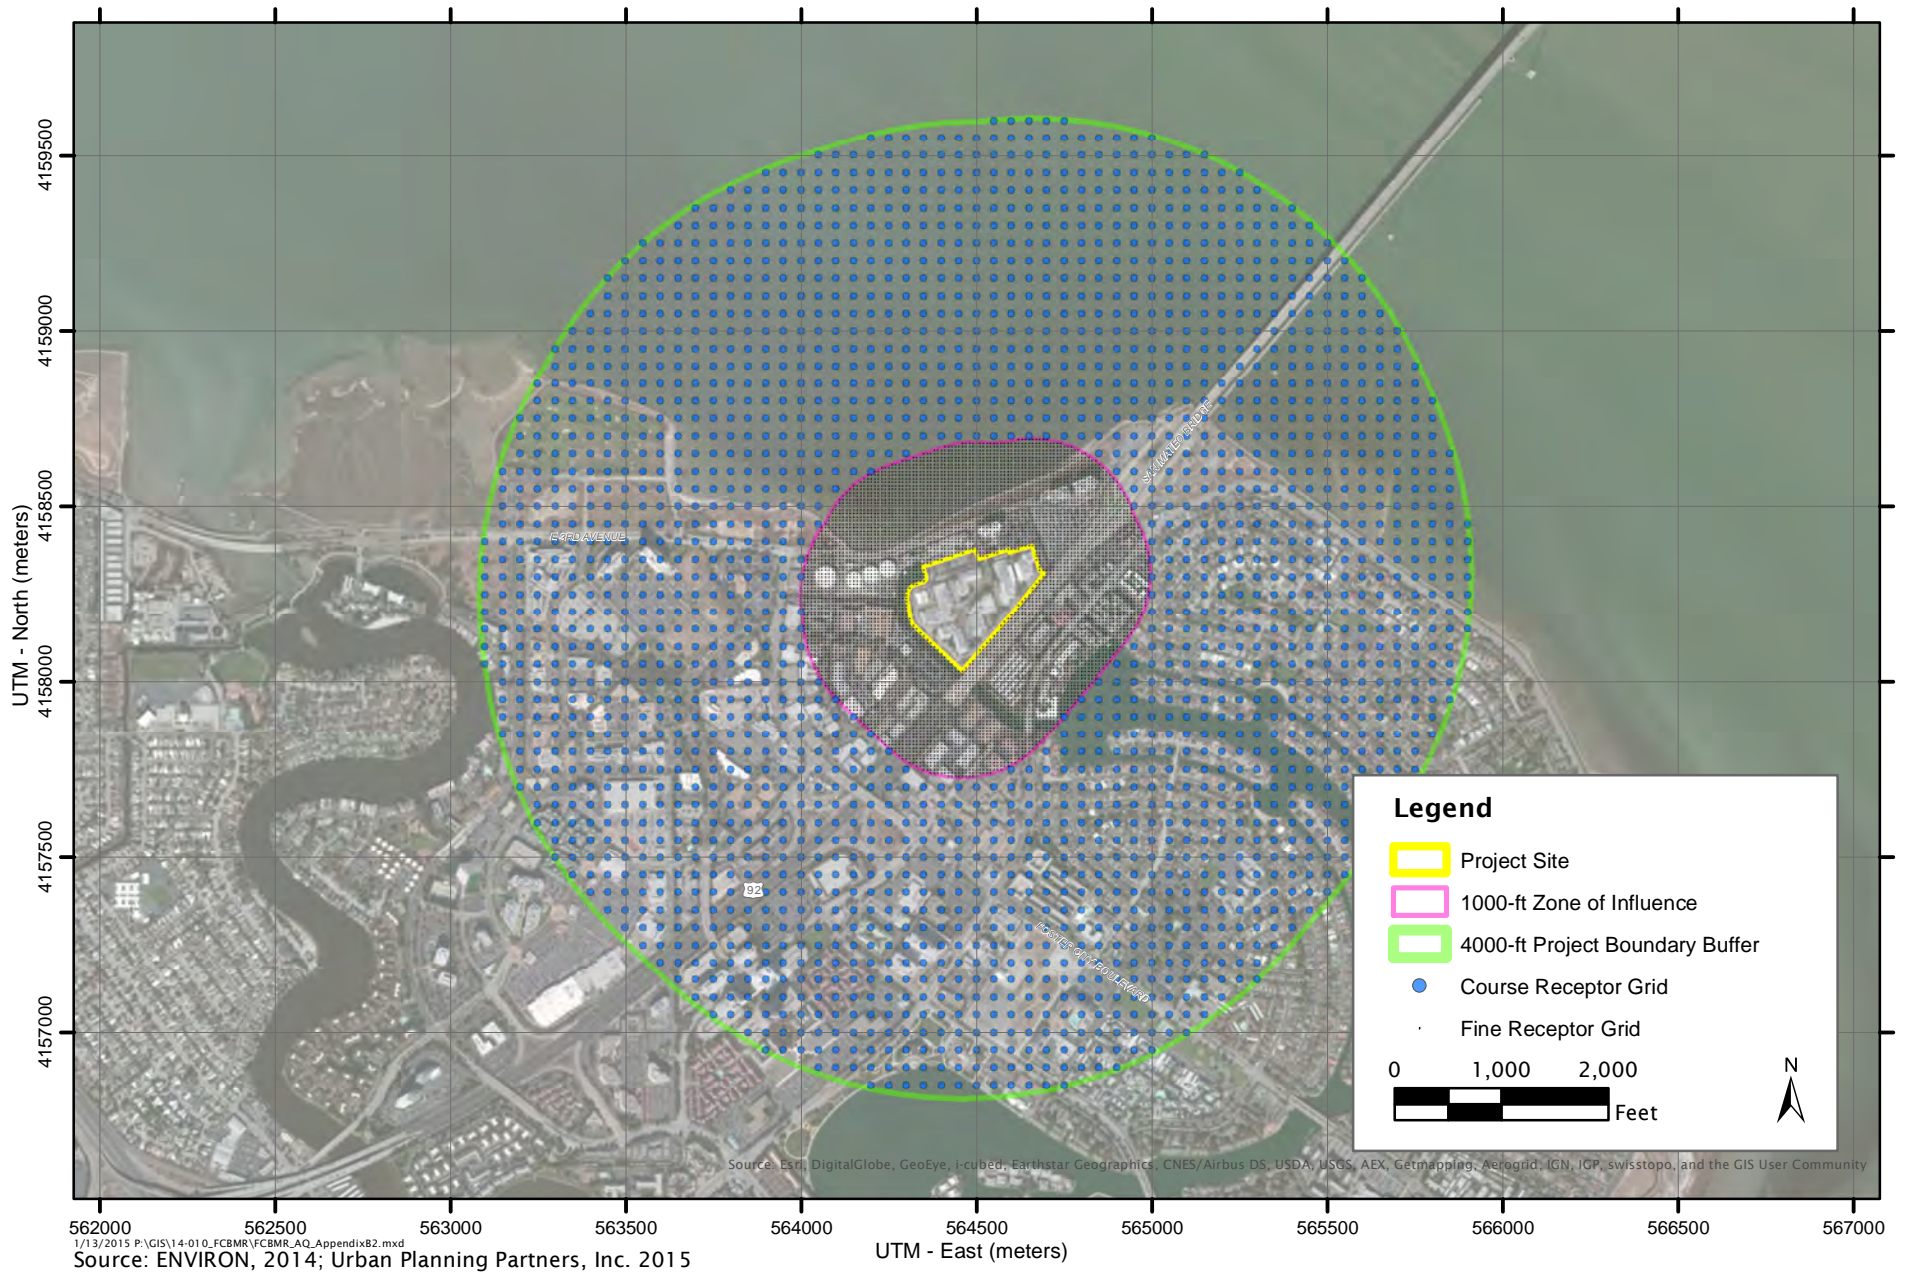 4159500
4159000
4158500
4158000
4157500
4157000
UTM - North (meters)
SAN MATEO BRIDGE
E 3RD AVENUE
92
FOSTER CITY BOULEVARD
Legend
Project Site
1000-ft Zone of Influence
4000-ft Project Boundary Buffer
Course Receptor Grid
Fine Receptor Grid
0 1,000 2,000
Feet
N
Source: Esri, DigitalGlobe, GeoEye, i-cubed, Earthstar Geographics, CNES/Airbus DS, USDA, USGS, AEX, Getmapping, Aerogrid, IGN, IGP, swisstopo, and the GIS User Community
562000 562500 563000 563500 564000 564500 565000 565500 566000 566500 567000
UTM - East (meters)
1/13/2015 P:\GIS\14-010_FCBMR\FCBMR_AQ_AppendixB2.mxd
Source: ENVIRON, 2014; Urban Planning Partners, Inc. 2015